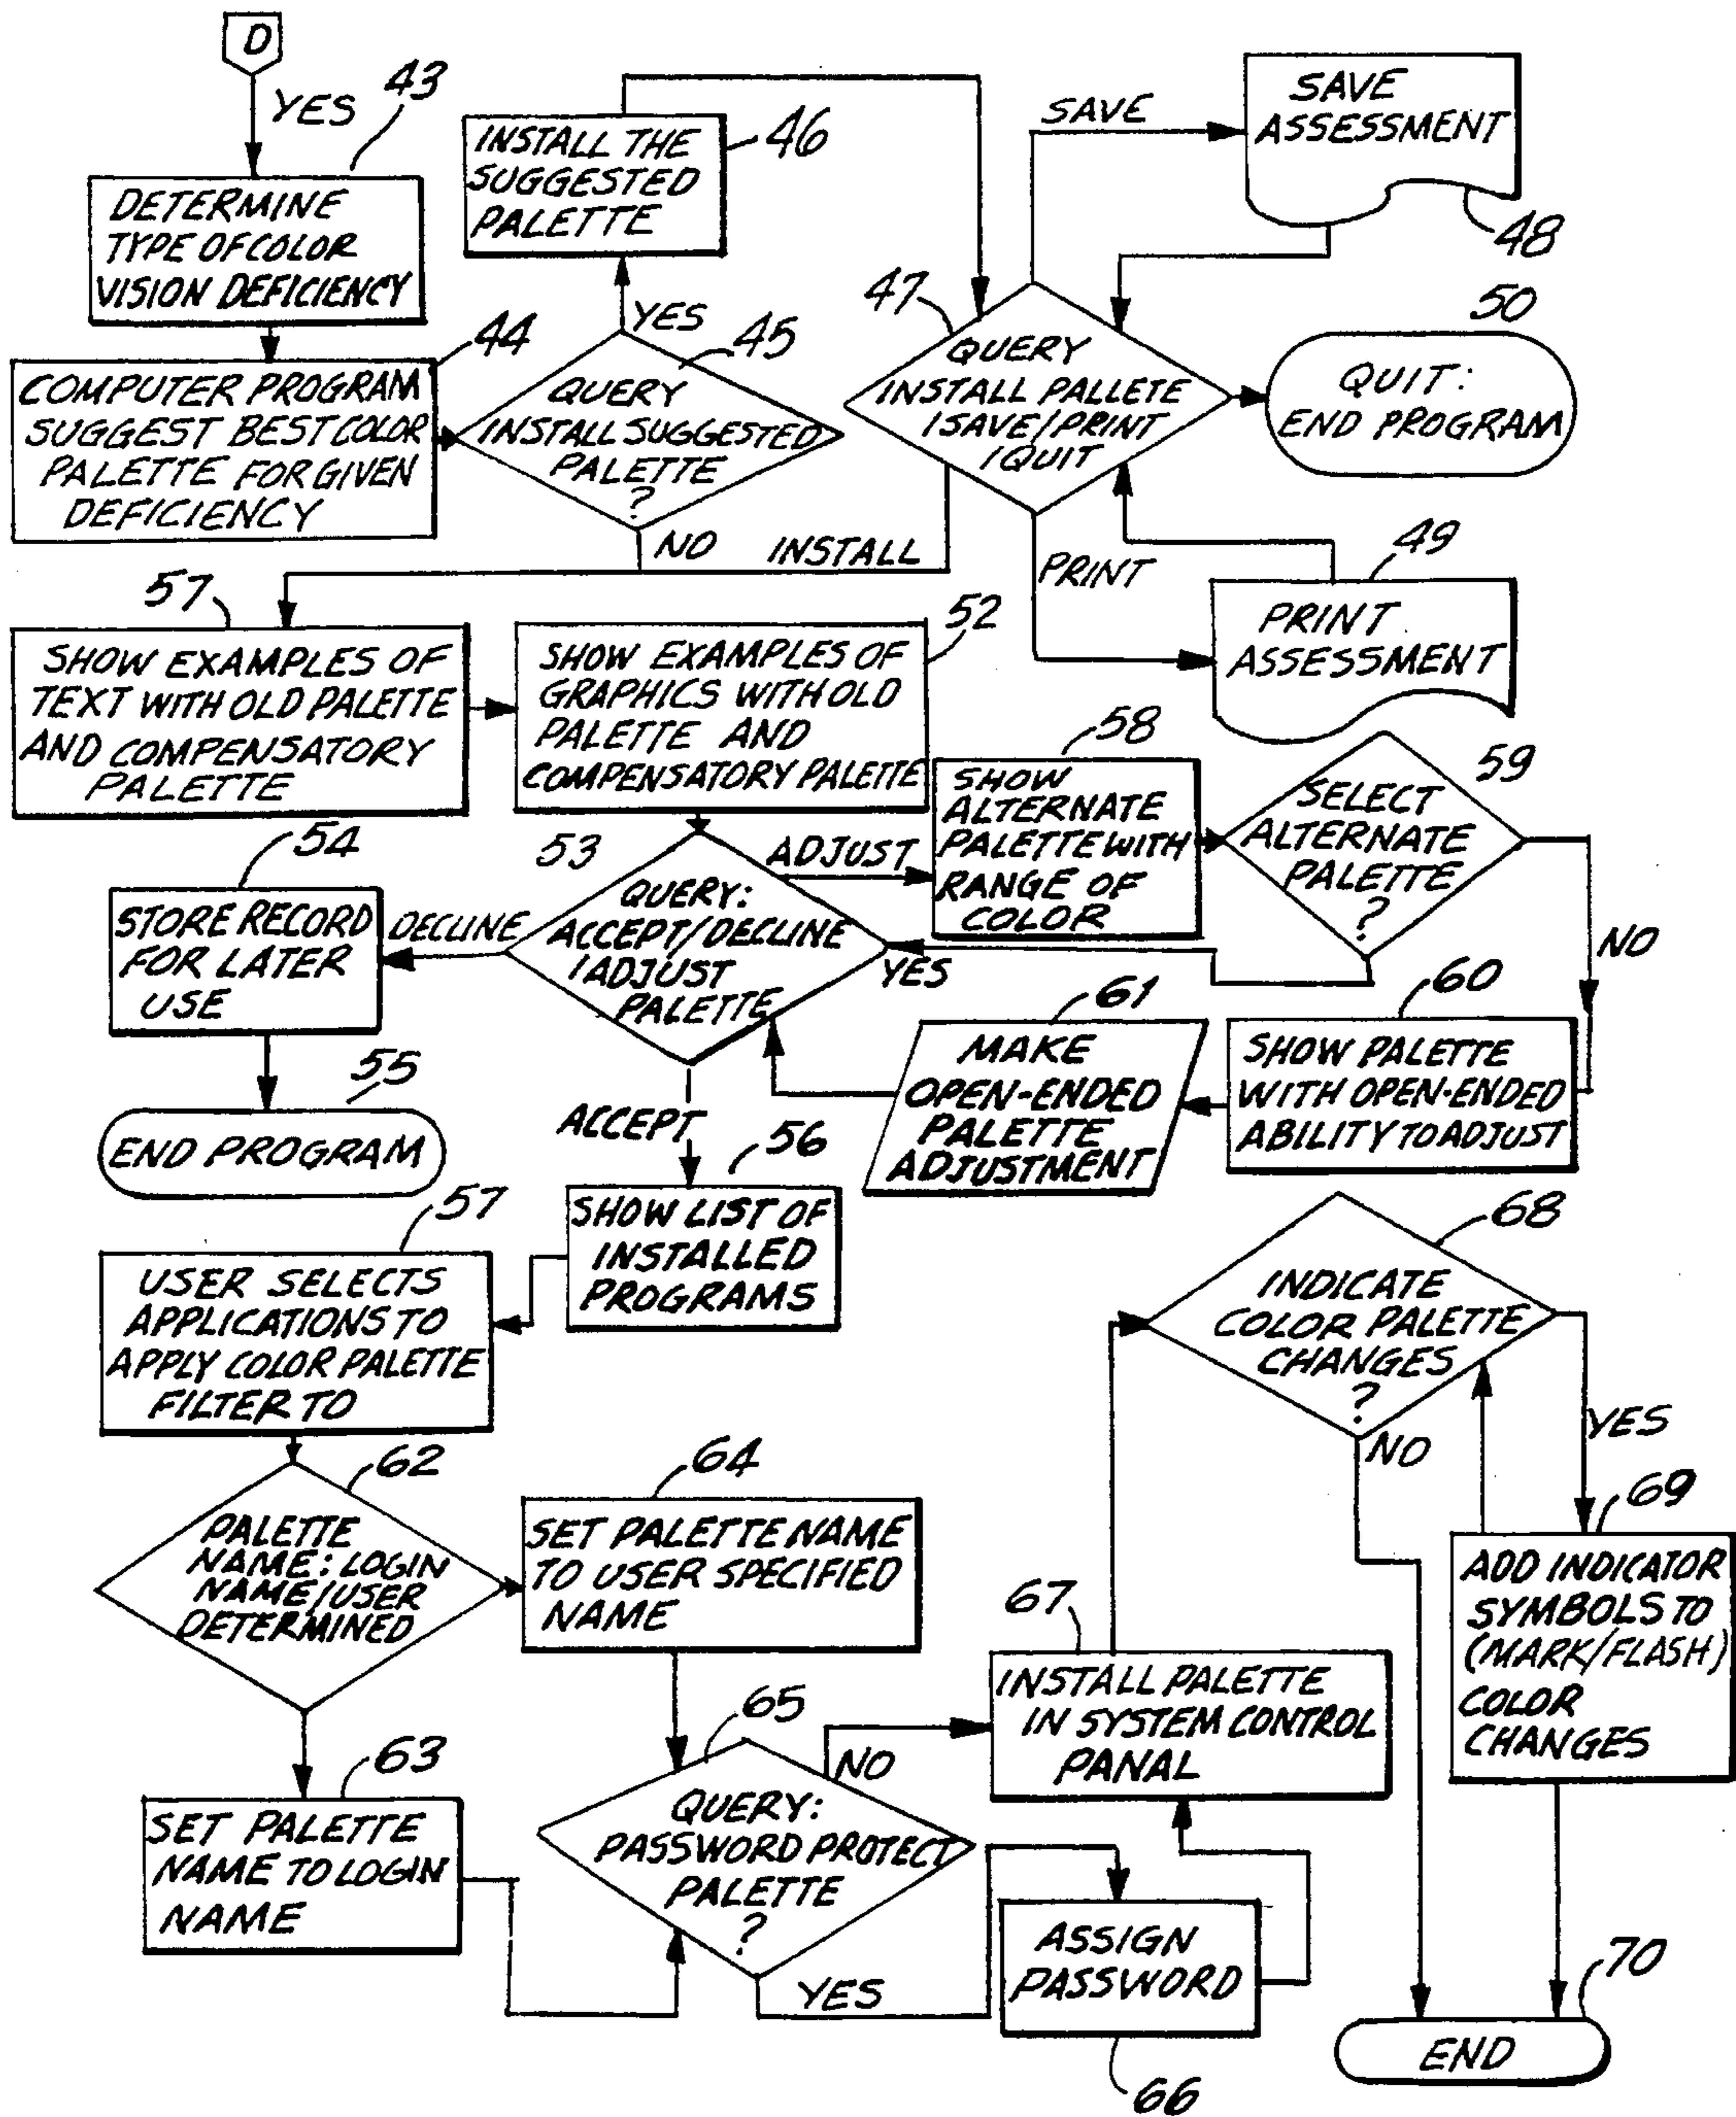 D
YES
43
DETERMINE
TYPE OF COLOR
VISION DEFICIENCY
44
COMPUTER PROGRAM
SUGGEST BEST COLOR
PALETTE FOR GIVEN
DEFICIENCY
45
QUERY
INSTALL SUGGESTED
PALETTE
?
YES
NO
46
INSTALL THE
SUGGESTED
PALETTE
47
QUERY
INSTALL PALLETE
/SAVE/PRINT
/QUIT
SAVE
SAVE
ASSESSMENT
48
50
QUIT:
END PROGRAM
INSTALL
PRINT
49
PRINT
ASSESSMENT
57
SHOW EXAMPLES OF
TEXT WITH OLD PALETTE
AND COMPENSATORY
PALETTE
52
SHOW EXAMPLES OF
GRAPHICS WITH OLD
PALETTE AND
COMPENSATORY PALETTE
53
QUERY:
ACCEPT/DECLINE
/ADJUST
PALETTE
ADJUST
DECLINE
YES
ACCEPT
54
STORE RECORD
FOR LATER
USE
55
END PROGRAM
58
SHOW
ALTERNATE
PALETTE WITH
RANGE OF
COLOR
59
SELECT
ALTERNATE
PALETTE
?
NO
60
SHOW PALETTE
WITH OPEN-ENDED
ABILITY TO ADJUST
61
MAKE
OPEN-ENDED
PALETTE
ADJUSTMENT
56
SHOW LIST OF
INSTALLED
PROGRAMS
57
USER SELECTS
APPLICATIONS TO
APPLY COLOR PALETTE
FILTER TO
62
PALETTE
NAME: LOGIN
NAME/USER
DETERMINED
63
SET PALETTE
NAME TO LOGIN
NAME
64
SET PALETTE NAME
TO USER SPECIFIED
NAME
65
QUERY:
PASSWORD PROTECT
PALETTE
?
NO
YES
66
ASSIGN
PASSWORD
67
INSTALL PALETTE
IN SYSTEM CONTROL
PANAL
68
INDICATE
COLOR PALETTE
CHANGES
?
NO
YES
69
ADD INDICATOR
SYMBOLS TO
(MARK/FLASH)
COLOR
CHANGES
70
END